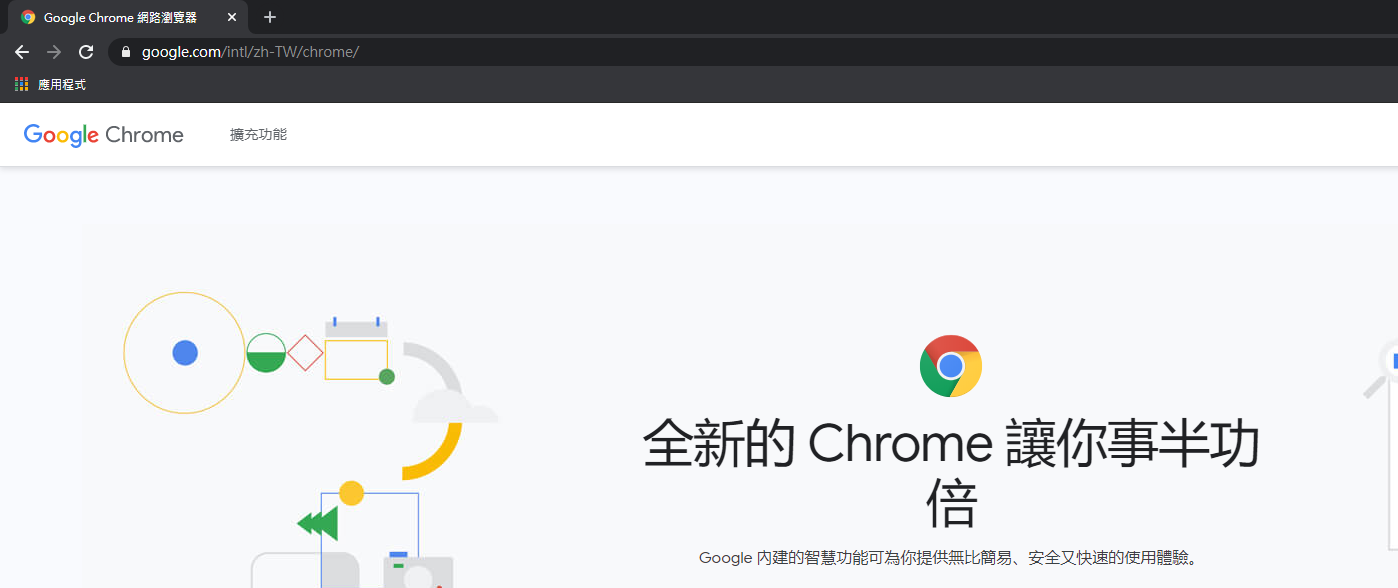 Google Chrome 網路瀏覽器
google.com/intl/zh-TW/chrome/
應用程式
Google Chrome 擴充功能
全新的 Chrome 讓你事半功
倍
Google 內建的智慧功能可為你提供無比簡易、安全又快速的使用體驗。